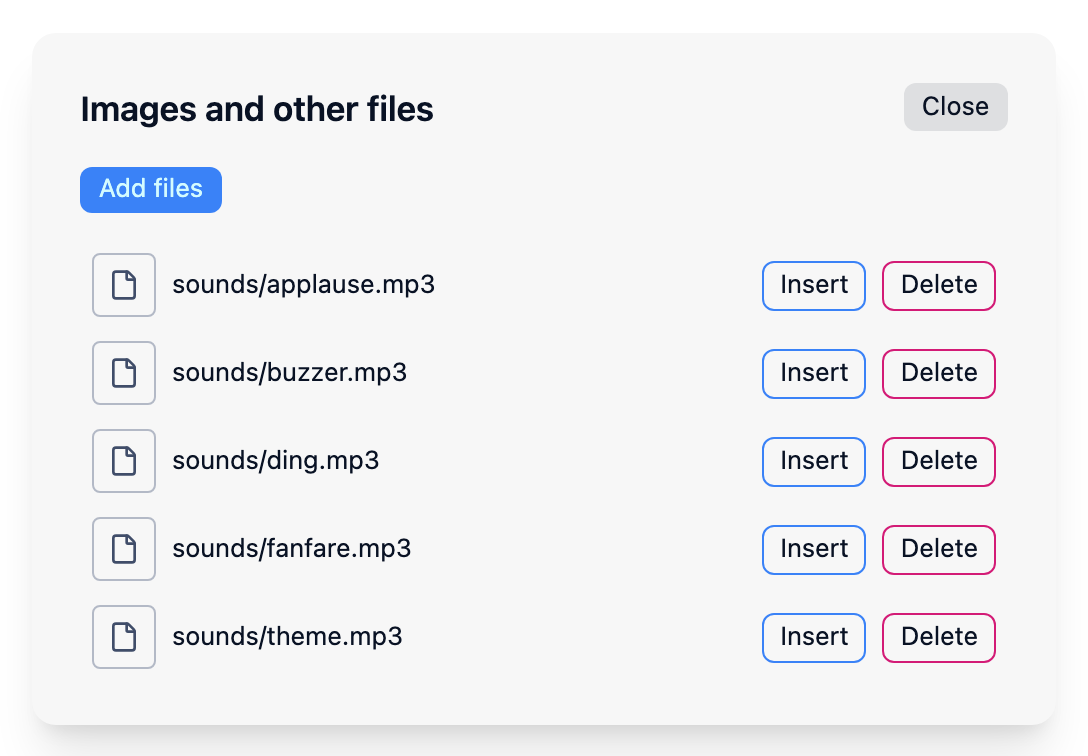 Images and other files Close
Add files
sounds/applause.mp3 Insert Delete
sounds/buzzer.mp3 Insert Delete
sounds/ding.mp3 Insert Delete
sounds/fanfare.mp3 Insert Delete
sounds/theme.mp3 Insert Delete